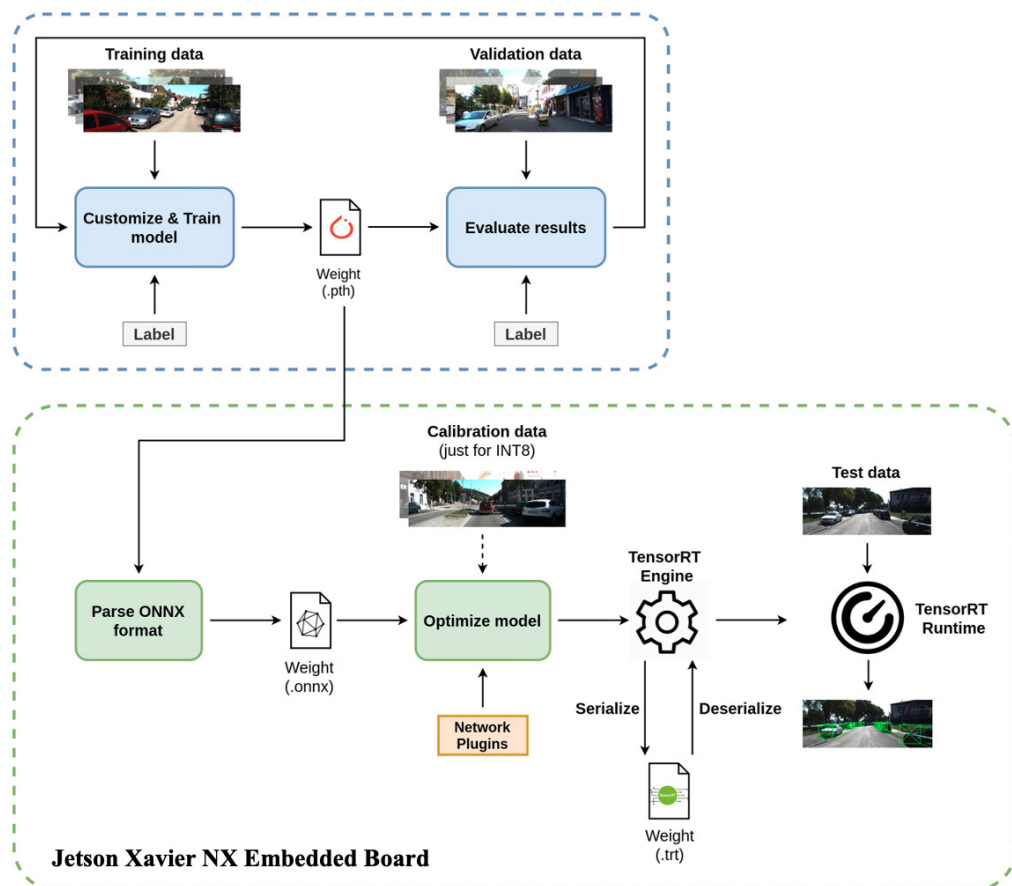 Training data
Validation data
Customize & Train
model
Weight
(.pth)
Evaluate results
Label
Label
Calibration data
(just for INT8)
Test data
TensorRT
Engine
Parse ONNX
format
Weight
(.onnx)
Optimize model
TensorRT
Runtime
Serialize
Deserialize
Network
Plugins
Weight
(.trt)
Jetson Xavier NX Embedded Board